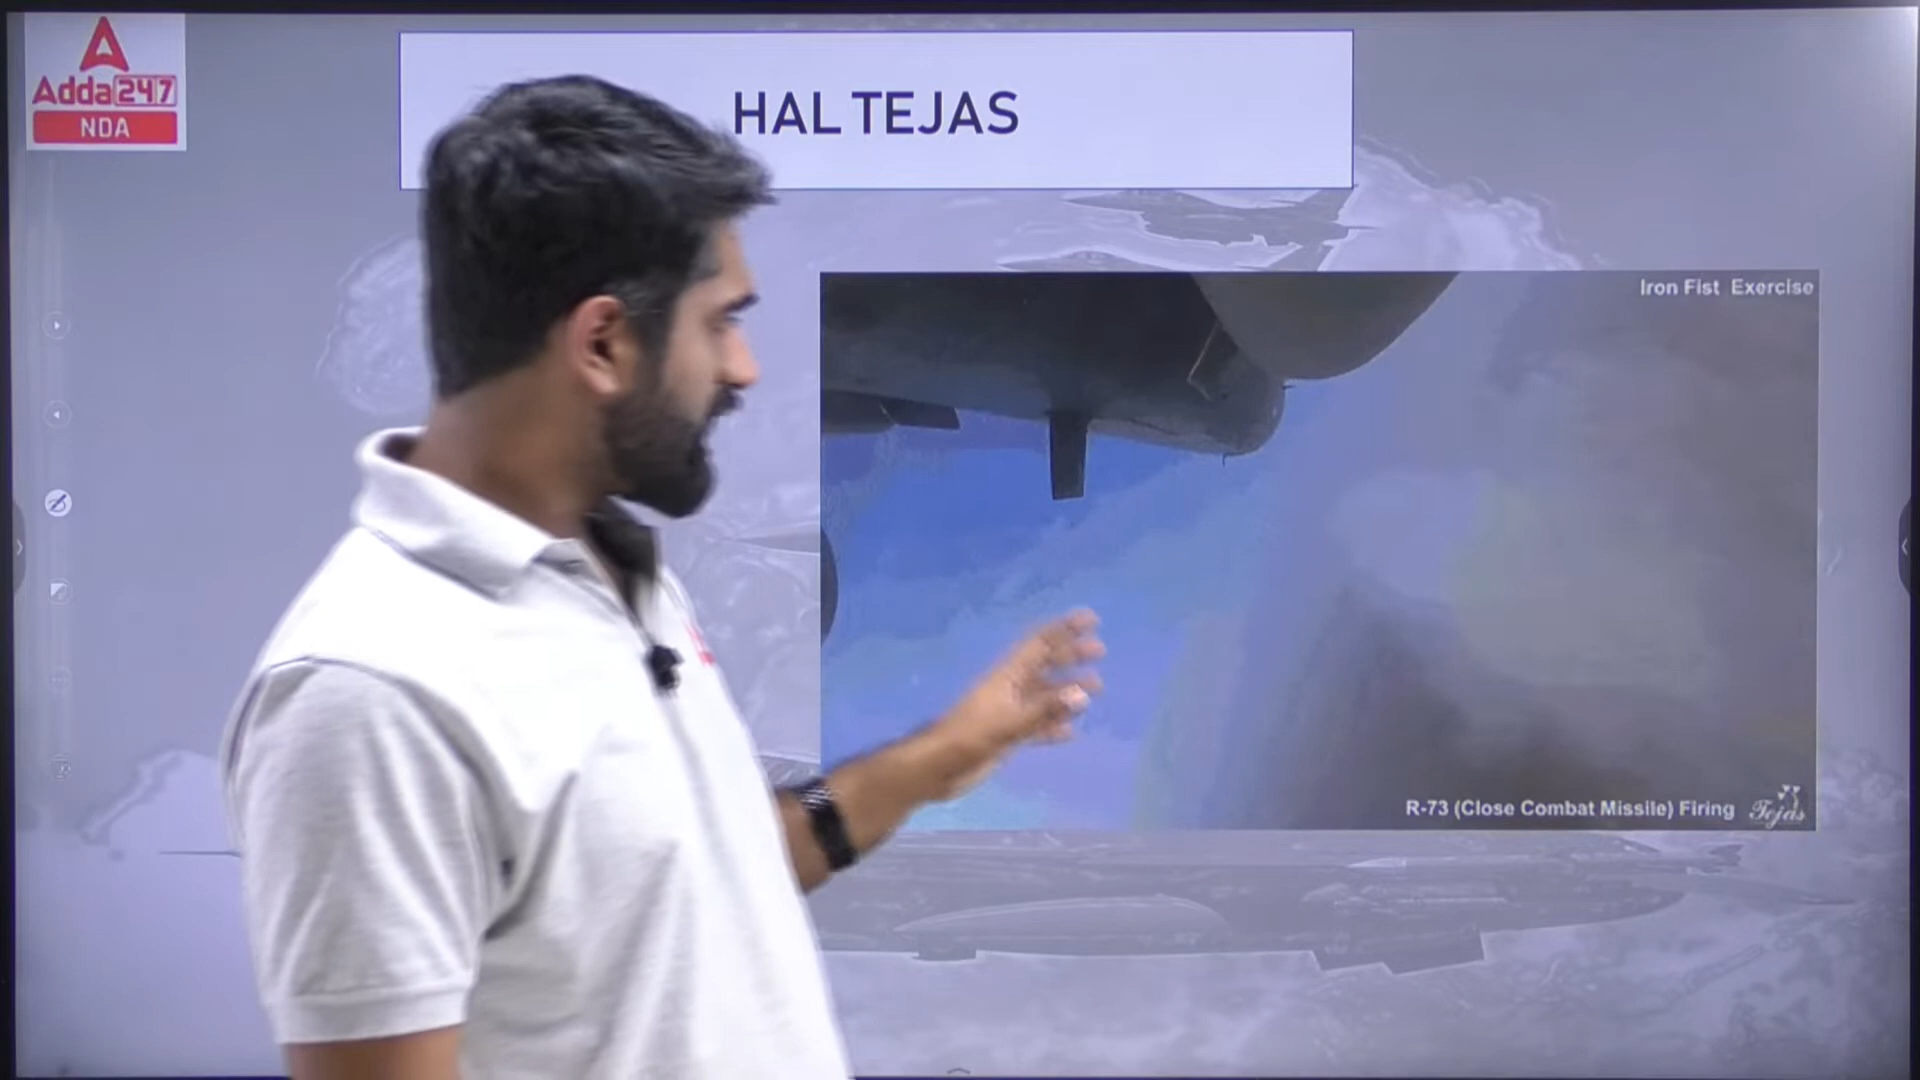 Adda247
NDA
HAL TEJAS
Iron Fist Exercise
R-73 (Close Combat Missile) Firing
Tejas